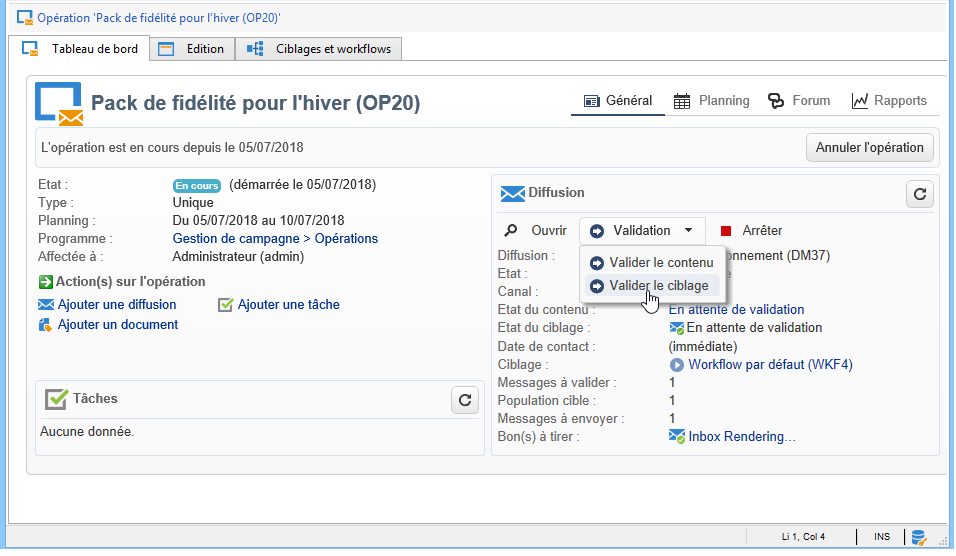 Opération 'Pack de fidélité pour l'hiver (OP20)'
Tableau de bord Edition Ciblages et workflows
Pack de fidélité pour l'hiver (OP20)
Général Planning Forum Rapports
L'opération est en cours depuis le 05/07/2018 Annuler l'opération
Etat : En cours (démarrée le 05/07/2018)
Type : Unique
Planning : Du 05/07/2018 au 10/07/2018
Programme : Gestion de campagne > Opérations
Affectée à : Administrateur (admin)
Action(s) sur l'opération
Ajouter une diffusion Ajouter une tâche
Ajouter un document
Tâches
Aucune donnée.
Diffusion
Ouvrir Validation Arrêter
Valider le contenu
Valider le ciblage
Diffusion : onnement (DM37)
Etat :
Canal :
Etat du contenu : En attente de validation
Etat du ciblage : En attente de validation
Date de contact : (immédiate)
Ciblage : Workflow par défaut (WKF4)
Messages à valider : 1
Population cible : 1
Messages à envoyer : 1
Bon(s) à tirer : Inbox Rendering...
Li 1, Col 4 INS